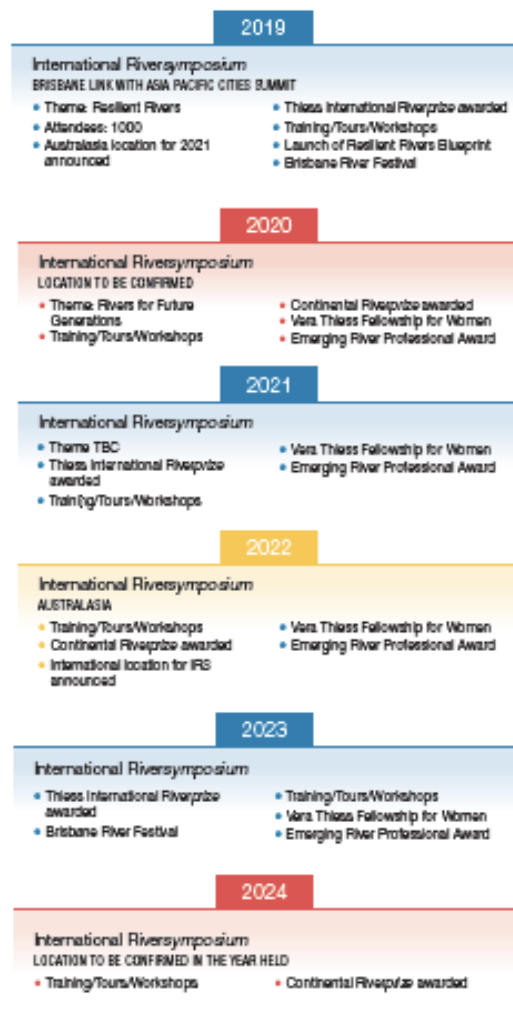 2019
International Riversymposium
BRISBANE LINK WITH ASIA PACIFIC CITIES SUMMIT
• Theme: Resilient Rivers
• Attendees: 1000
• Australasia location for 2021
announced
• Thiess International Riverprize awarded
• Training/Tours/Workshops
• Launch of Resilient Rivers Blueprint
• Brisbane River Festival
2020
International Riversymposium
LOCATION TO BE CONFIRMED
• Theme: Rivers for Future
Generations
• Training/Tours/Workshops
• Continental Riverprize awarded
• Vera Thiess Fellowship for Women
• Emerging River Professional Award
2021
International Riversymposium
• Theme TBC
• Thiess International Riverprize
awarded
• Training/Tours/Workshops
• Vera Thiess Fellowship for Women
• Emerging River Professional Award
2022
International Riversymposium
AUSTRALASIA
• Training/Tours/Workshops
• Continental Riverprize awarded
• International location for IRS
announced
• Vera Thiess Fellowship for Women
• Emerging River Professional Award
2023
International Riversymposium
• Thiess International Riverprize
awarded
• Brisbane River Festival
• Training/Tours/Workshops
• Vera Thiess Fellowship for Women
• Emerging River Professional Award
2024
International Riversymposium
LOCATION TO BE CONFIRMED IN THE YEAR HELD
• Training/Tours/Workshops
• Continental Riverprize awarded